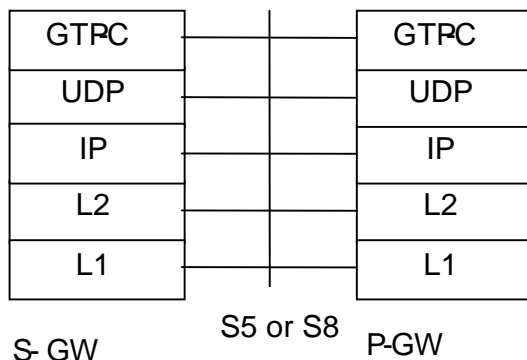 GTP-C GTP-C
UDP UDP
IP IP
L2 L2
L1 L1
S- GW S5 or S8 P-GW